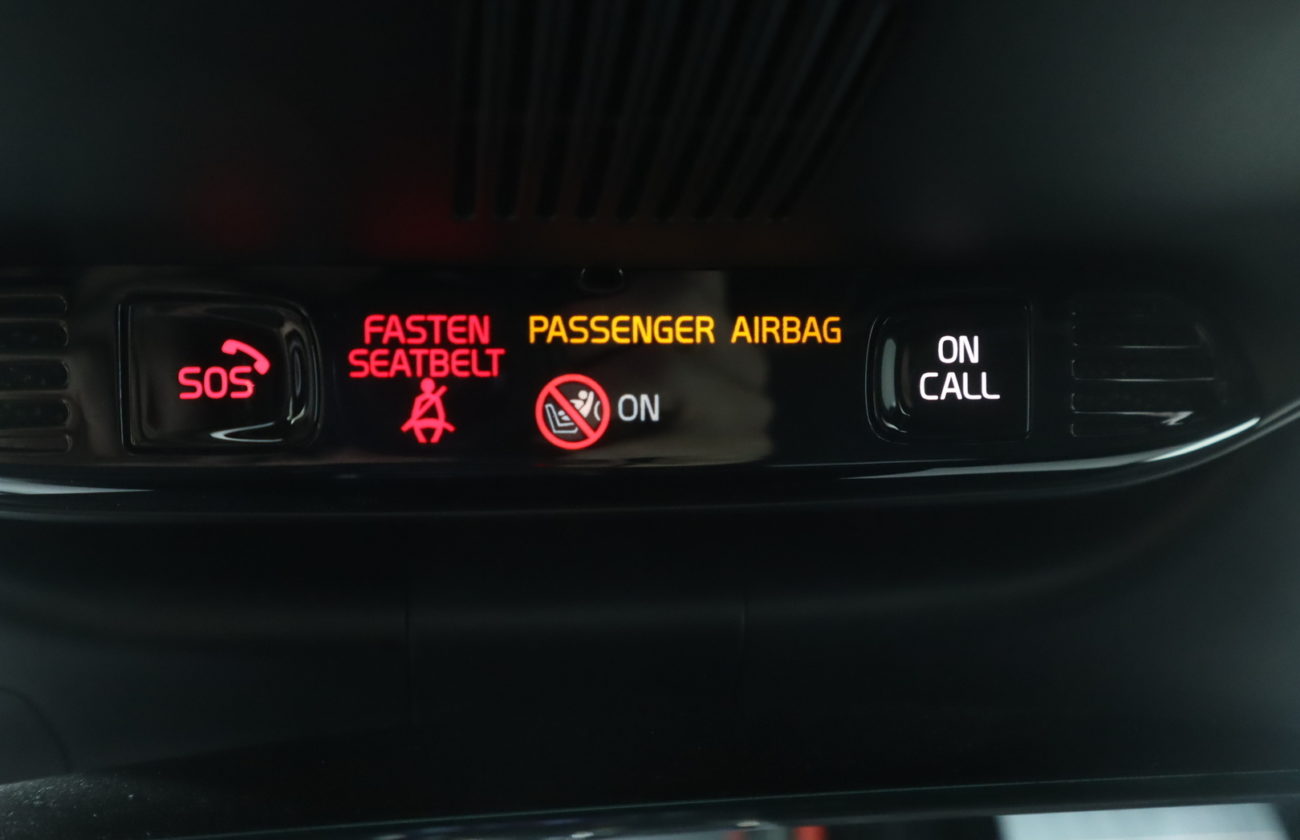 SOS
FASTEN
SEATBELT
PASSENGER AIRBAG
ON
ON
CALL